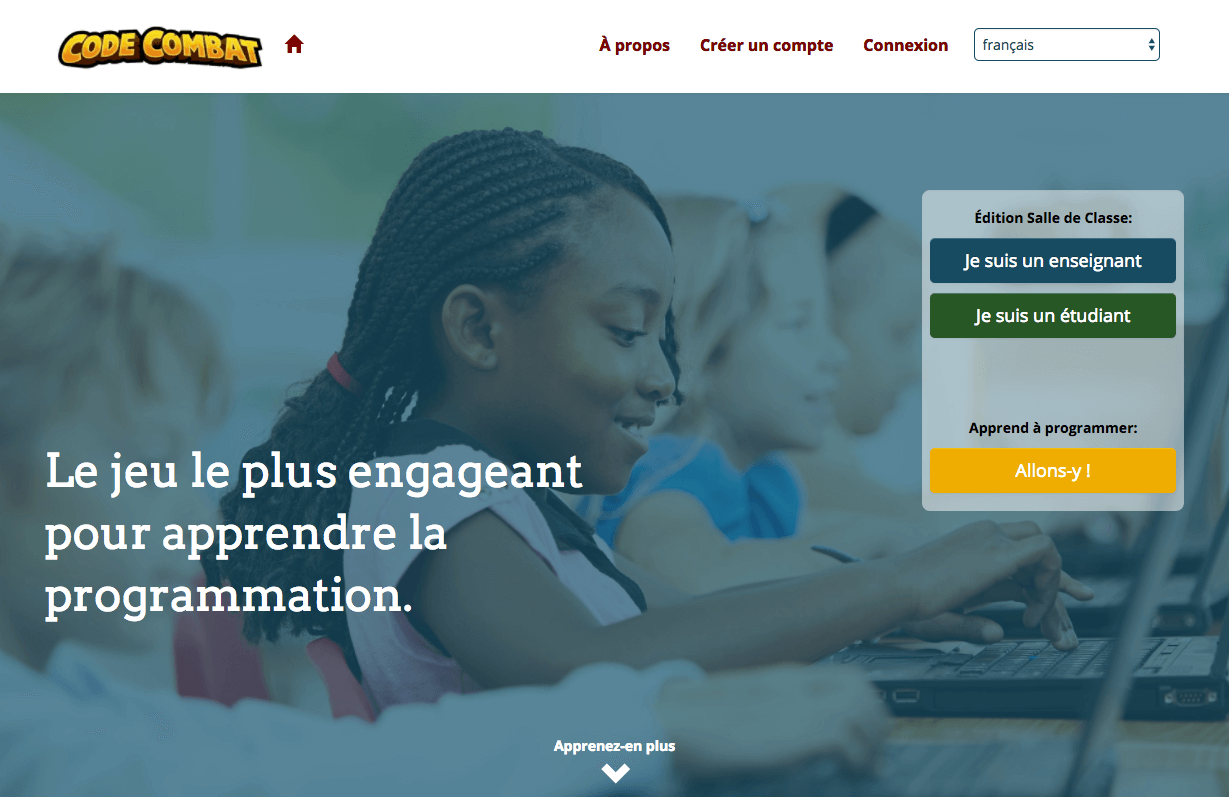 CODE COMBAT
À propos
Créer un compte
Connexion
français
Édition Salle de Classe:
Je suis un enseignant
Je suis un étudiant
Apprend à programmer:
Allons-y !
Le jeu le plus engageant
pour apprendre la
programmation.
Apprenez-en plus